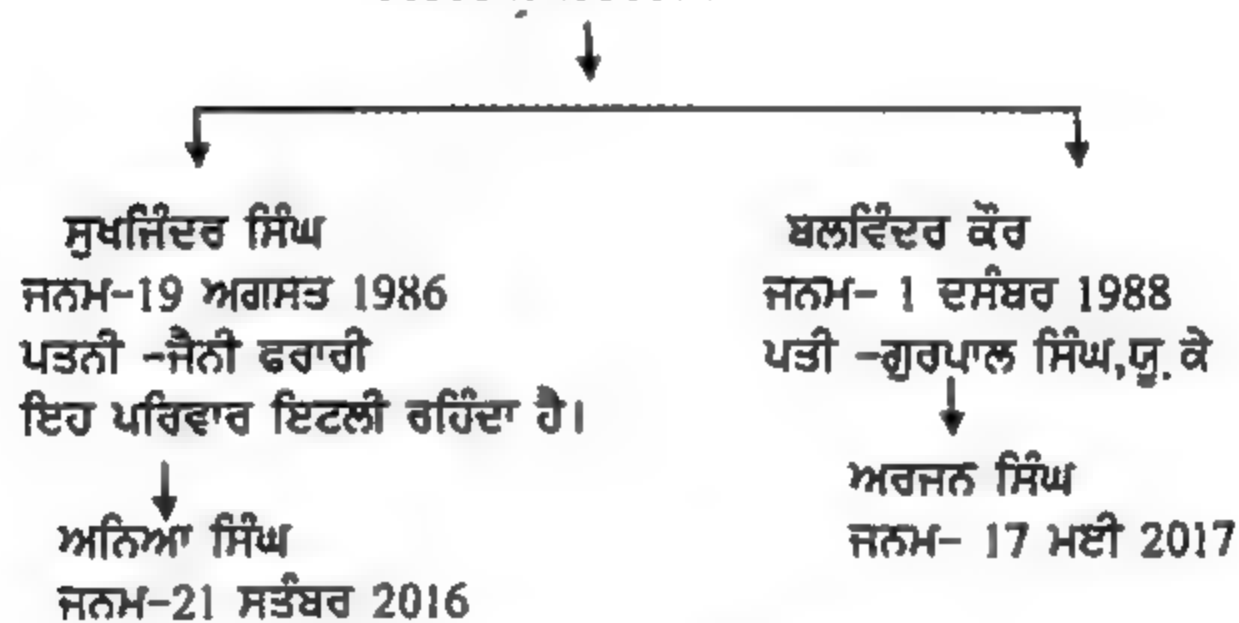 ਸੁਖਜਿੰਦਰ ਸਿੰਘ
ਜਨਮ-19 ਅਗਸਤ 1986
ਪਤਨੀ -ਜੈਨੀ ਫਰਾਰੀ
ਇਹ ਪਰਿਵਾਰ ਇਟਲੀ ਰਹਿੰਦਾ ਹੈ।
ਅਨਿਆ ਸਿੰਘ
ਜਨਮ-21 ਸਤੰਬਰ 2016
ਬਲਵਿੰਦਰ ਕੌਰ
ਜਨਮ- 1 ਦਸੰਬਰ 1988
ਪਤੀ -ਗੁਰਪਾਲ ਸਿੰਘ,ਯੂ.ਕੇ
ਅਰਜਨ ਸਿੰਘ
ਜਨਮ- 17 ਮਈ 2017